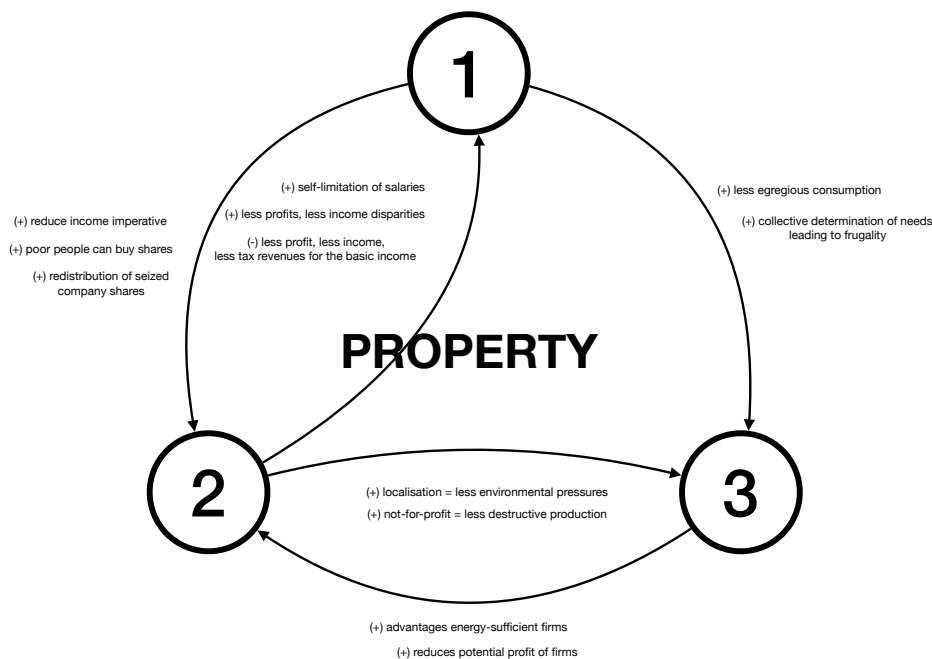 1
(+) self-limitation of salaries
(+) less profits, less income disparities
(-) less profit, less income,
less tax revenues for the basic income
(+) less egregious consumption
(+) collective determination of needs
leading to frugality
(+) reduce income imperative
(+) poor people can buy shares
(+) redistribution of seized
company shares
PROPERTY
2
3
(+) localisation = less environmental pressures
(+) not-for-profit = less destructive production
(+) advantages energy-sufficient firms
(+) reduces potential profit of firms